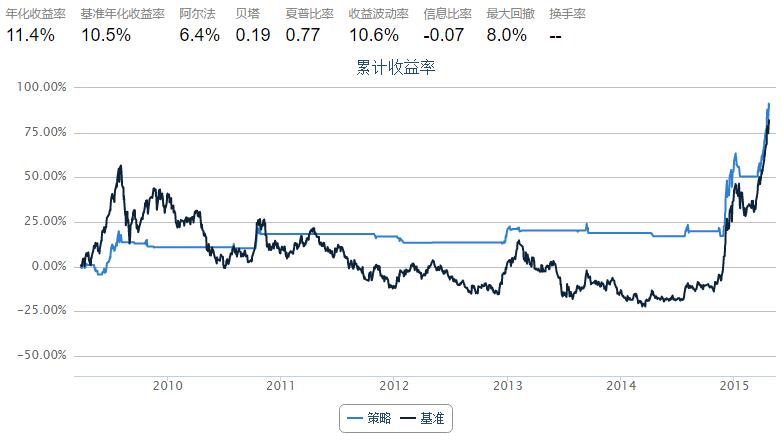 年化收益率 基准年化收益率 阿尔法 贝塔 夏普比率 收益波动率 信息比率 最大回撤 换手率
11.4% 10.5% 6.4% 0.19 0.77 10.6% -0.07 8.0% --
累计收益率
100.00%
75.00%
50.00%
25.00%
0.00%
-25.00%
-50.00%
2010 2011 2012 2013 2014 2015
策略 基准